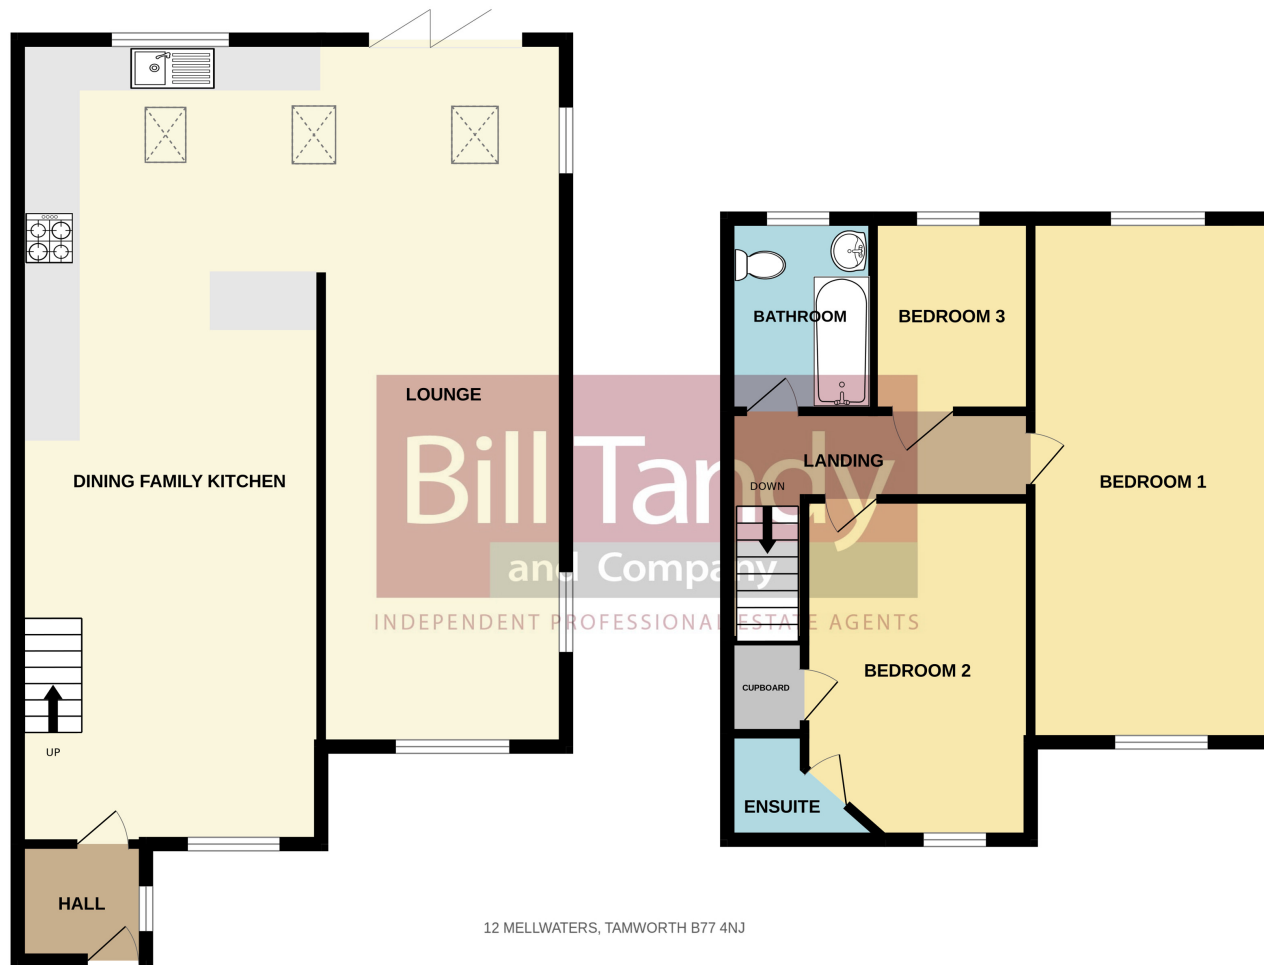 BATHROOM
BEDROOM 3
LOUNGE
Bill Tandy
and Company
INDEPENDENT PROFESSIONAL ESTATE AGENTS
DINING FAMILY KITCHEN
LANDING
DOWN
BEDROOM 1
BEDROOM 2
CUPBOARD
UP
ENSUITE
HALL
12 MELLWATERS, TAMWORTH B77 4NJ